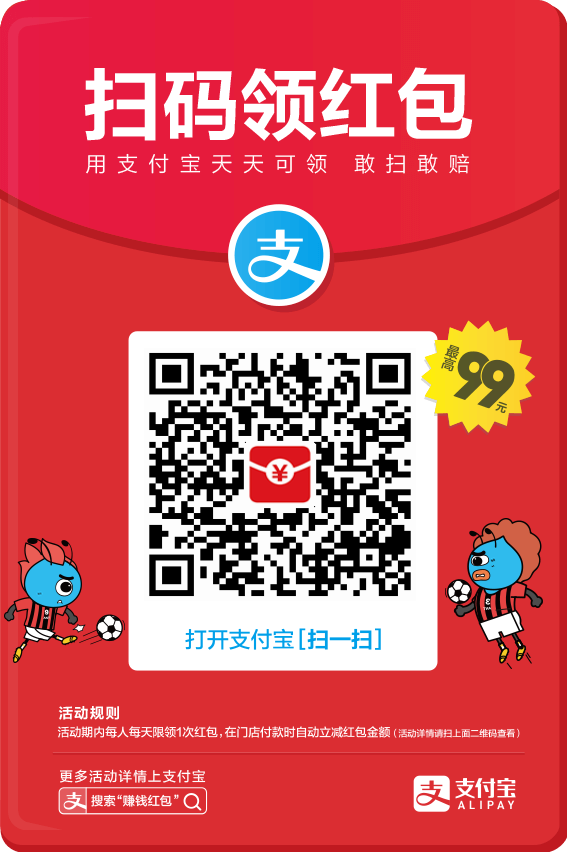 扫码领红包
用支付宝天天可领 敢扫敢赔
支
最高
99
元
¥
打开支付宝[扫一扫]
活动规则
活动期内每人每天限领1次红包,在门店付款时自动立减红包金额(活动详情请扫上面二维码查看)
更多活动详情上支付宝
支 搜索“赚钱红包”
支 支付宝
ALIPAY